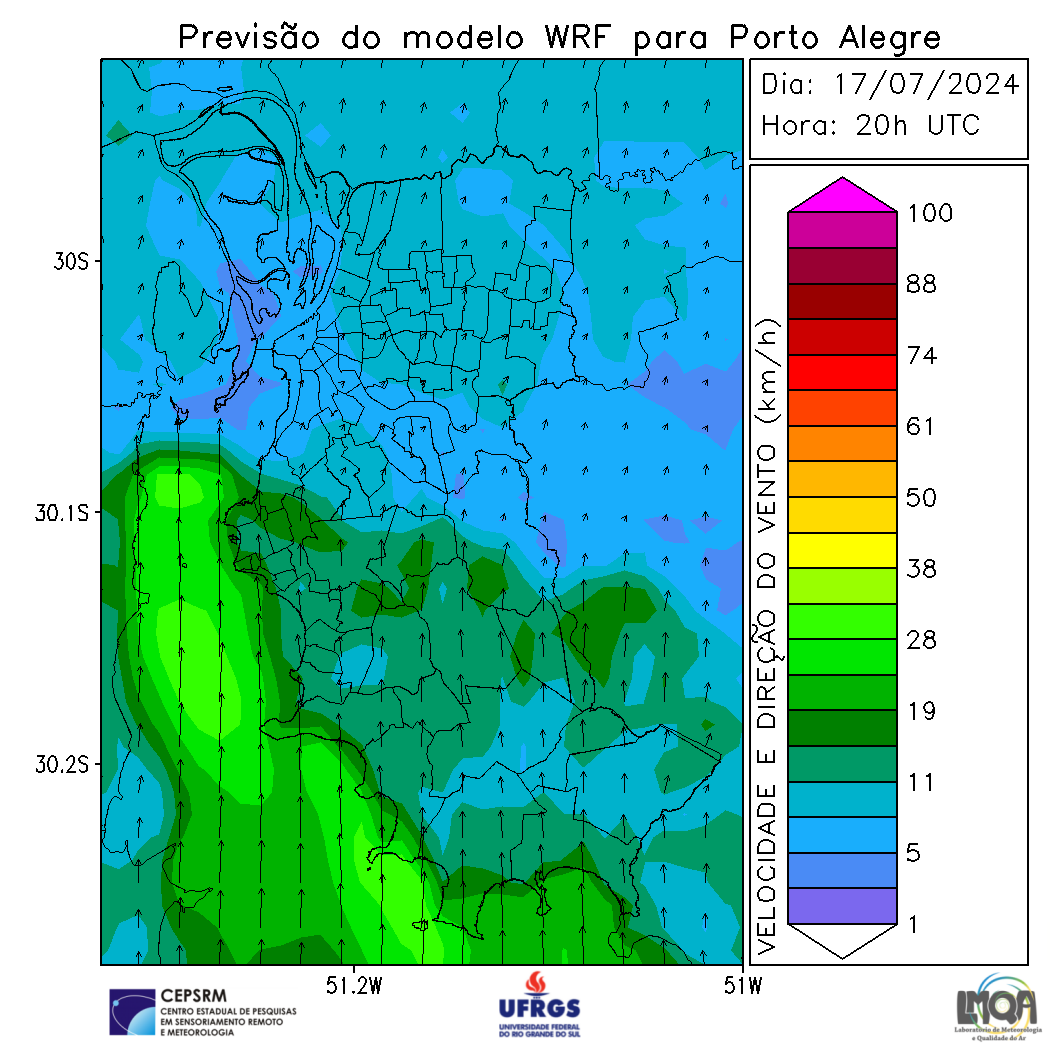 Previsão do modelo WRF para Porto Alegre
Dia: 17/07/2024
Hora: 20h UTC
30S
30.1S
30.2S
51.2W
51W
VELOCIDADE E DIREÇÃO DO VENTO (km/h)
100
88
74
61
50
38
28
19
11
5
1
CEPSRM
CENTRO ESTADUAL DE PESQUISAS
EM SENSORIAMENTO REMOTO
E METEOROLOGIA
UFRGS
UNIVERSIDADE FEDERAL
DO RIO GRANDE DO SUL
LMQA
Laboratório de Meteorologia
e Qualidade do Ar